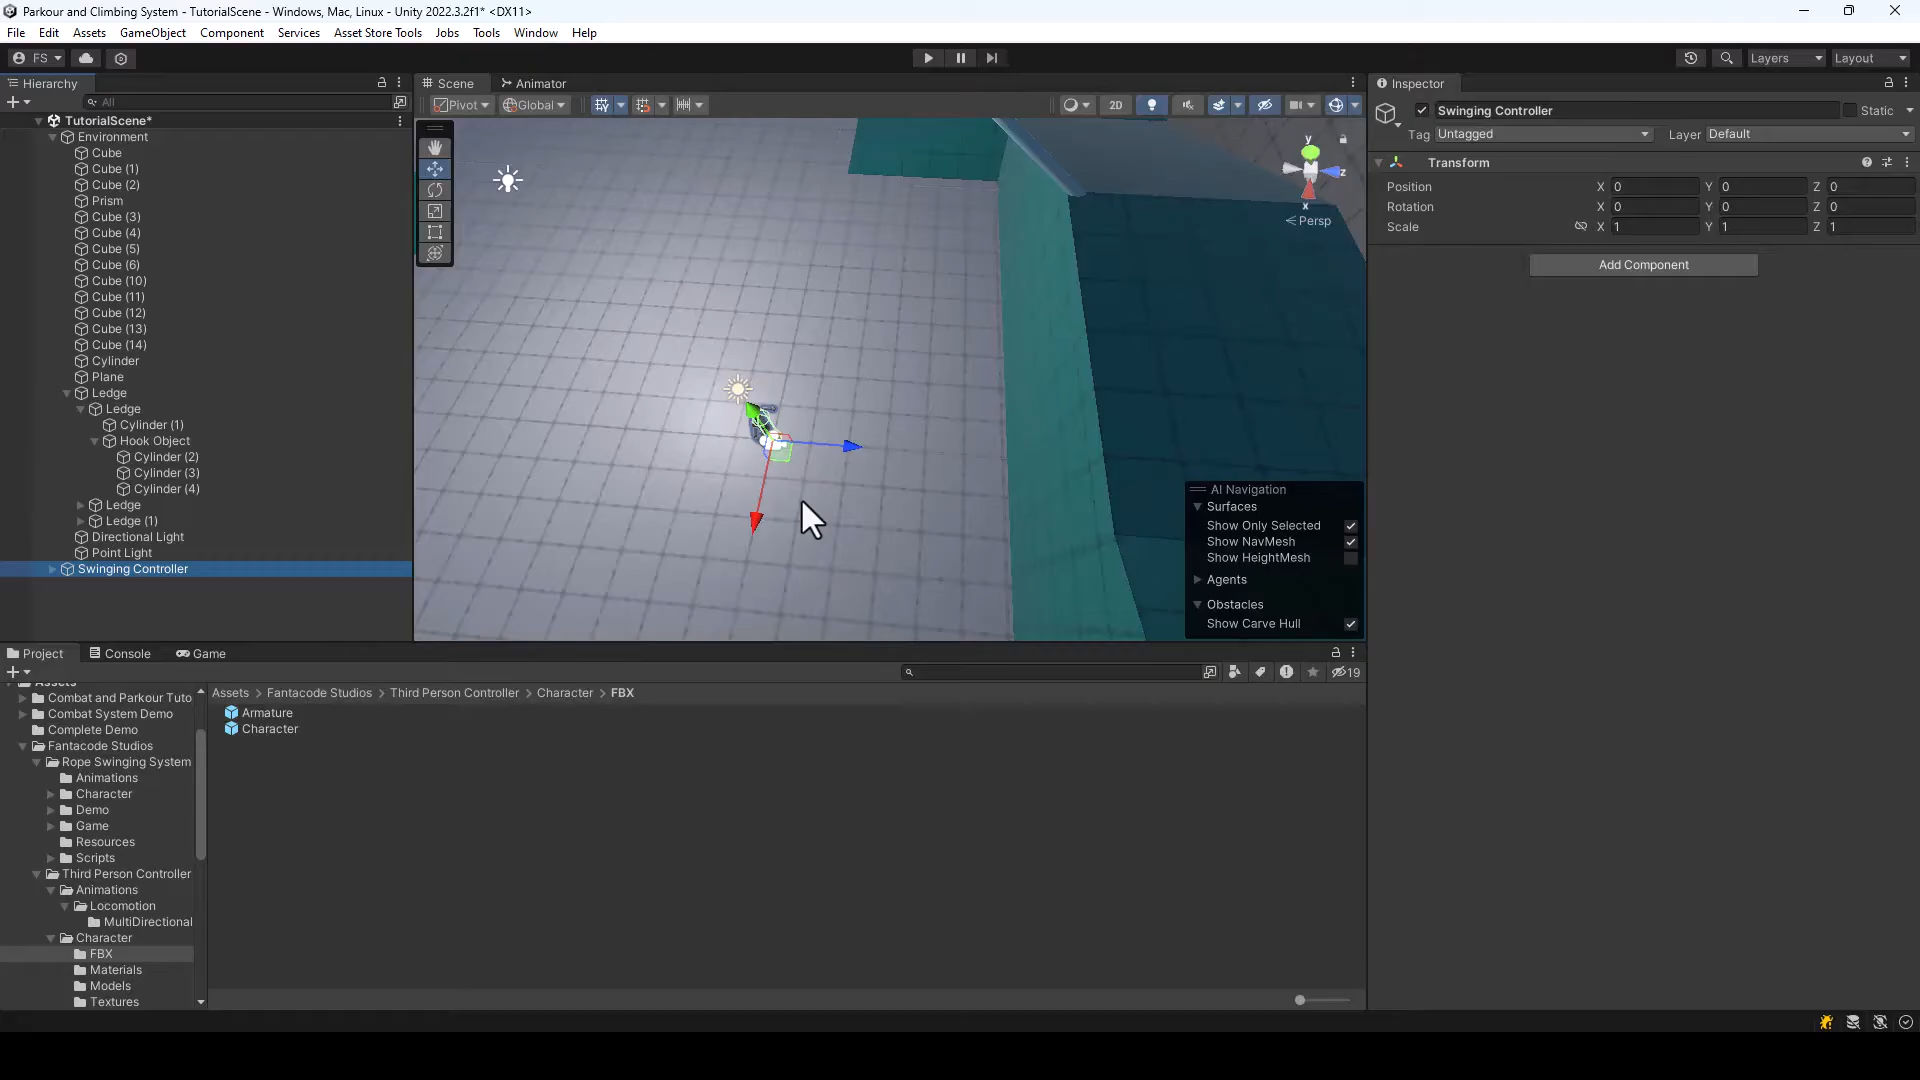 Parkour and Climbing System - TutorialScene - Windows, Mac, Linux - Unity 2022.3.2f1* <DX11>
File Edit Assets GameObject Component Services Asset Store Tools Jobs Tools Window Help
FS Layers Layout
Hierarchy
All
TutorialScene*
Environment
Cube
Cube (1)
Cube (2)
Prism
Cube (3)
Cube (4)
Cube (5)
Cube (6)
Cube (10)
Cube (11)
Cube (12)
Cube (13)
Cube (14)
Cylinder
Plane
Ledge
Ledge
Cylinder (1)
Hook Object
Cylinder (2)
Cylinder (3)
Cylinder (4)
Ledge
Ledge (1)
Directional Light
Point Light
Swinging Controller
Scene Animator
Pivot Global 2D
y
z
x
< Persp
AI Navigation
Surfaces
Show Only Selected
Show NavMesh
Show HeightMesh
Agents
Obstacles
Show Carve Hull
Inspector
Swinging Controller Static
Tag Untagged Layer Default
Transform
Position X 0 Y 0 Z 0
Rotation X 0 Y 0 Z 0
Scale X 1 Y 1 Z 1
Add Component
Project Console Game
19
Assets
Combat and Parkour Tuto
Combat System Demo
Complete Demo
Fantacode Studios
Rope Swinging System
Animations
Character
Demo
Game
Resources
Scripts
Third Person Controller
Animations
Locomotion
MultiDirectional
Character
FBX
Materials
Models
Textures
Assets > Fantacode Studios > Third Person Controller > Character > FBX
Armature
Character